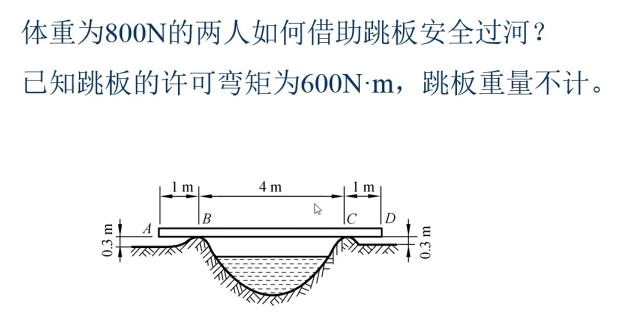 体重为800N的两人如何借助跳板安全过河？
已知跳板的许可弯矩为600N·m，跳板重量不计。
1 m
4 m
1 m
A
B
C
D
0.3 m
0.3 m